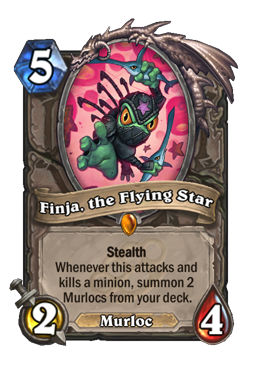 5
Finja, the Flying Star
Stealth
Whenever this attacks and
kills a minion, summon 2
Murlocs from your deck.
2
Murloc
4